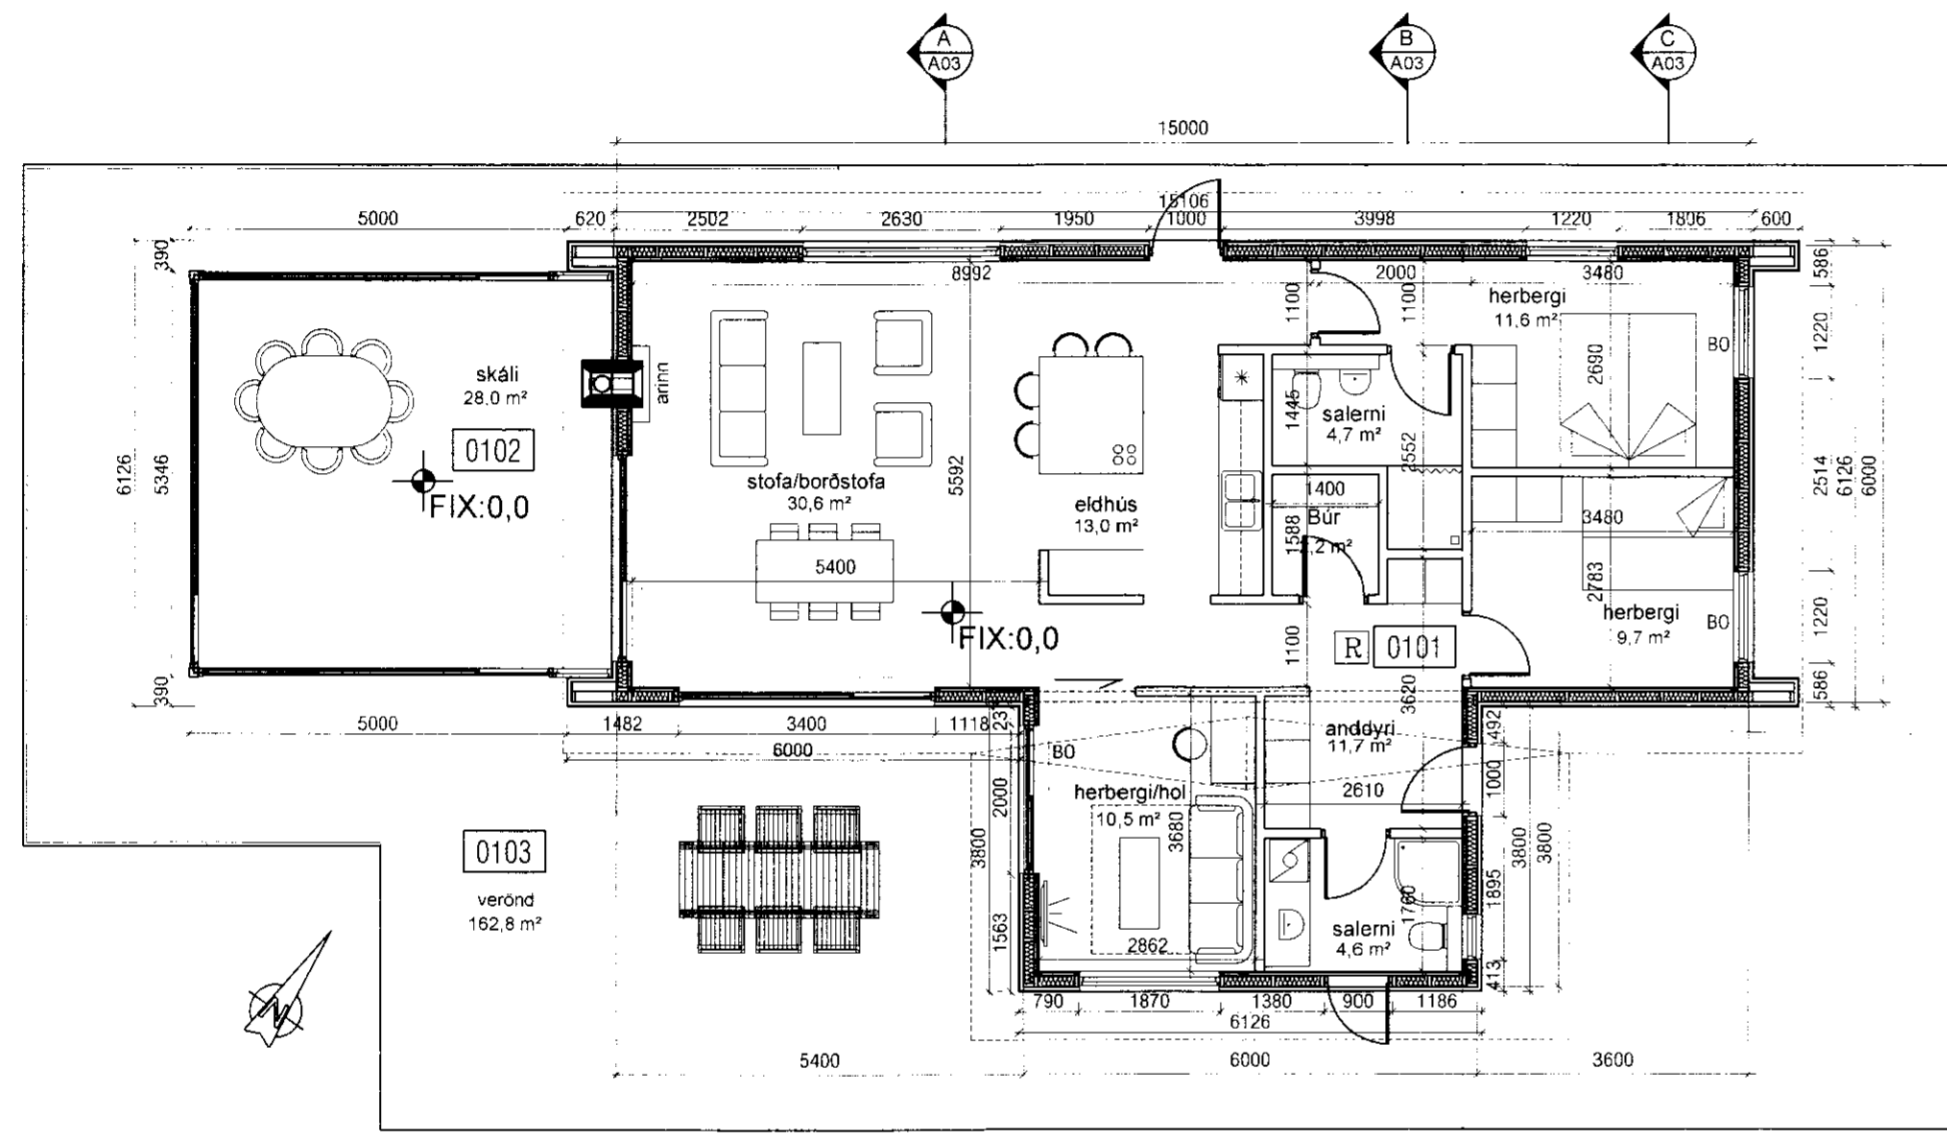 A
A03
B
A03
C
A03
15000
15106
5000
620
2502
2630
1950
1000
3998
1220
1806
600
390
8992
2000
3480
586
1100
1100
herbergi
11,6 m²
1220
BO
2690
arinn
skáli
28,0 m²
0102
FIX:0,0
salerni
4,7 m²
1445
2552
6126
5346
stofa/borðstofa
30,6 m²
5592
eldhús
13,0 m²
1400
Búr
1588
3480
2514
6126
6000
5400
2783
herbergi
9,7 m²
BO
1220
FIX:0,0
R
0101
1100
390
586
3620
5000
1482
3400
1118
23
6000
BO
anddyri
11,7 m²
492
1000
2610
herbergi/hol
10,5 m²
2000
3800
3680
3800
3800
0103
verönd
162,8 m²
1895
1760
salerni
4,6 m²
1563
2862
413
N
790
1870
1380
900
1186
6126
5400
6000
3600